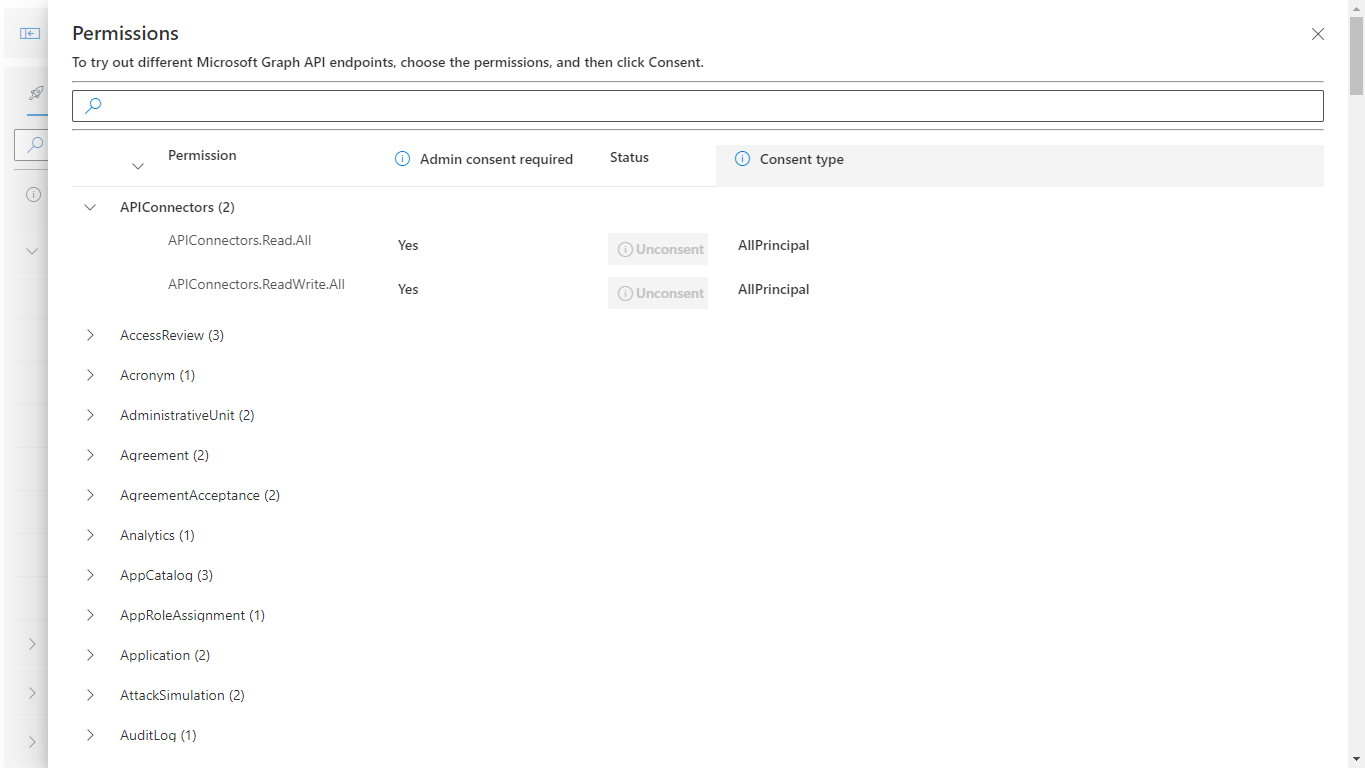 Permissions
To try out different Microsoft Graph API endpoints, choose the permissions, and then click Consent.
Permission Admin consent required Status Consent type
APIConnectors (2)
APIConnectors.Read.All Yes Unconsent AllPrincipal
APIConnectors.ReadWrite.All Yes Unconsent AllPrincipal
AccessReview (3)
Acronym (1)
AdministrativeUnit (2)
Agreement (2)
AgreementAcceptance (2)
Analytics (1)
AppCatalog (3)
AppRoleAssignment (1)
Application (2)
AttackSimulation (2)
AuditLog (1)